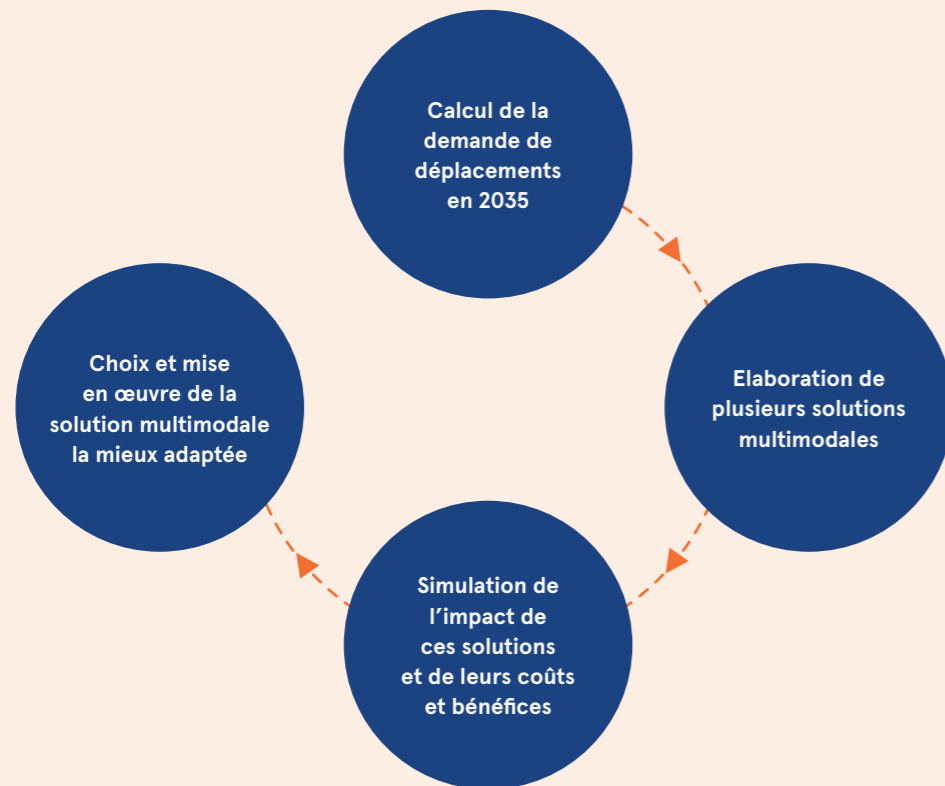 Calcul de la
demande de
déplacements
en 2035
Elaboration de
plusieurs solutions
multimodales
Simulation de
l’impact de
ces solutions
et de leurs coûts
et bénéfices
Choix et mise
en œuvre de la
solution multimodale
la mieux adaptée